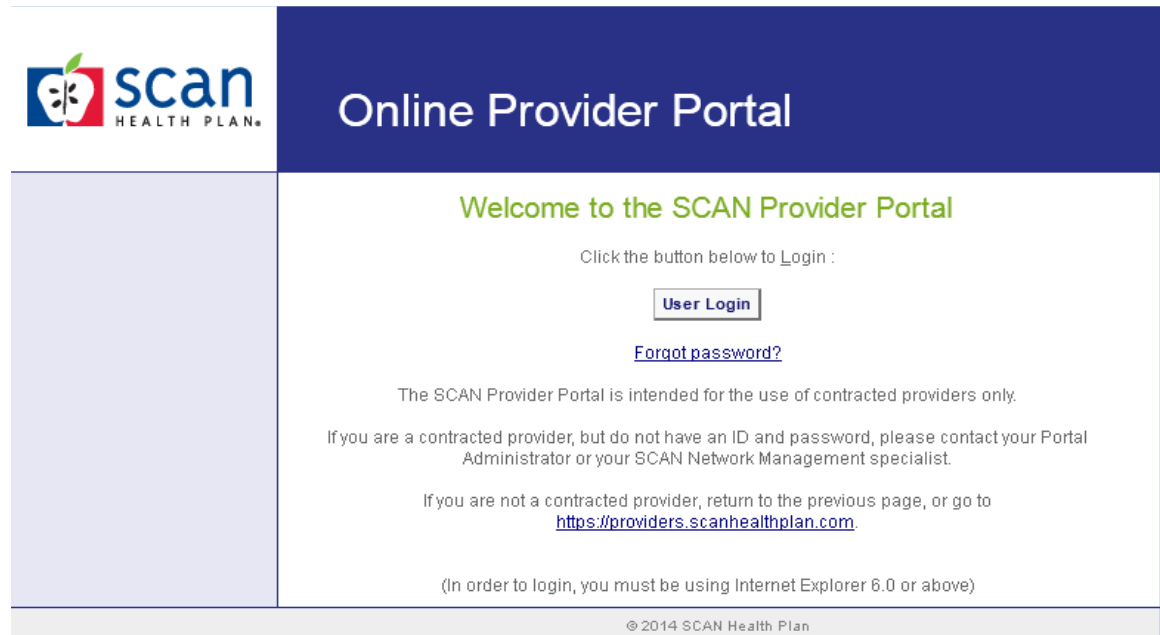 scan
HEALTH PLAN®
Online Provider Portal
Welcome to the SCAN Provider Portal
Click the button below to Login :
User Login
Forgot password?
The SCAN Provider Portal is intended for the use of contracted providers only.
If you are a contracted provider, but do not have an ID and password, please contact your Portal
Administrator or your SCAN Network Management specialist.
If you are not a contracted provider, return to the previous page, or go to
https://providers.scanhealthplan.com.
(In order to login, you must be using Internet Explorer 6.0 or above)
© 2014 SCAN Health Plan